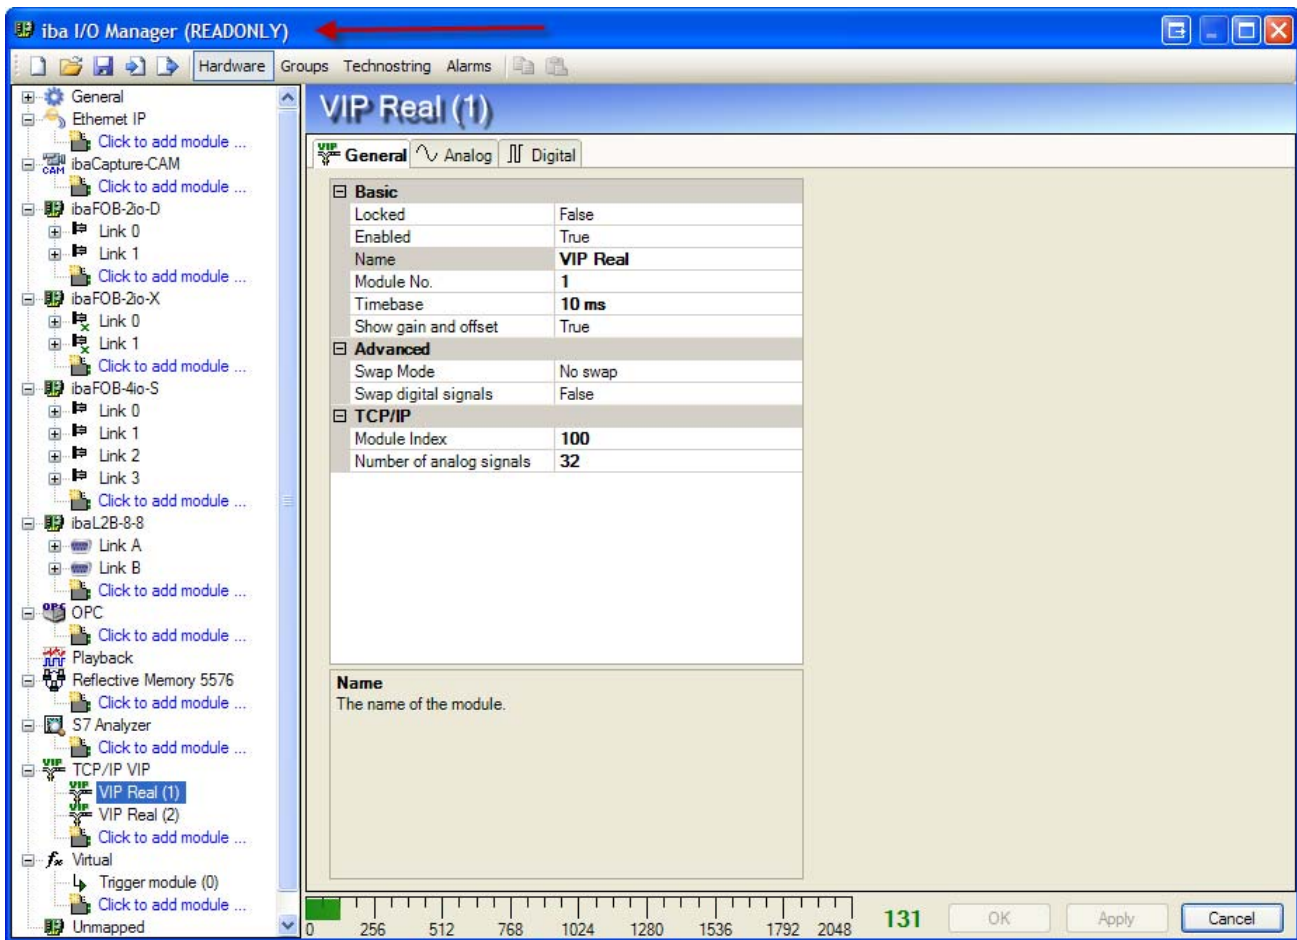 iba I/O Manager (READONLY)
Hardware Groups Technostring Alarms
General
Ethernet IP
Click to add module ...
CAM ibaCapture-CAM
Click to add module ...
ibaFOB-2io-D
Link 0
Link 1
Click to add module ...
ibaFOB-2io-X
Link 0
Link 1
Click to add module ...
ibaFOB-4io-S
Link 0
Link 1
Link 2
Link 3
Click to add module ...
ibaL2B-8-8
Link A
Link B
Click to add module ...
OPC OPC
Click to add module ...
Playback
Reflective Memory 5576
Click to add module ...
S7 Analyzer
Click to add module ...
VIP TCP/IP VIP
VIP VIP Real (1)
VIP VIP Real (2)
Click to add module ...
fx Virtual
Trigger module (0)
Click to add module ...
Unmapped
VIP Real (1)
VIP General Analog Digital
Basic
Locked False
Enabled True
Name VIP Real
Module No. 1
Timebase 10 ms
Show gain and offset True
Advanced
Swap Mode No swap
Swap digital signals False
TCP/IP
Module Index 100
Number of analog signals 32
Name
The name of the module.
0 256 512 768 1024 1280 1536 1792 2048
131 OK Apply Cancel